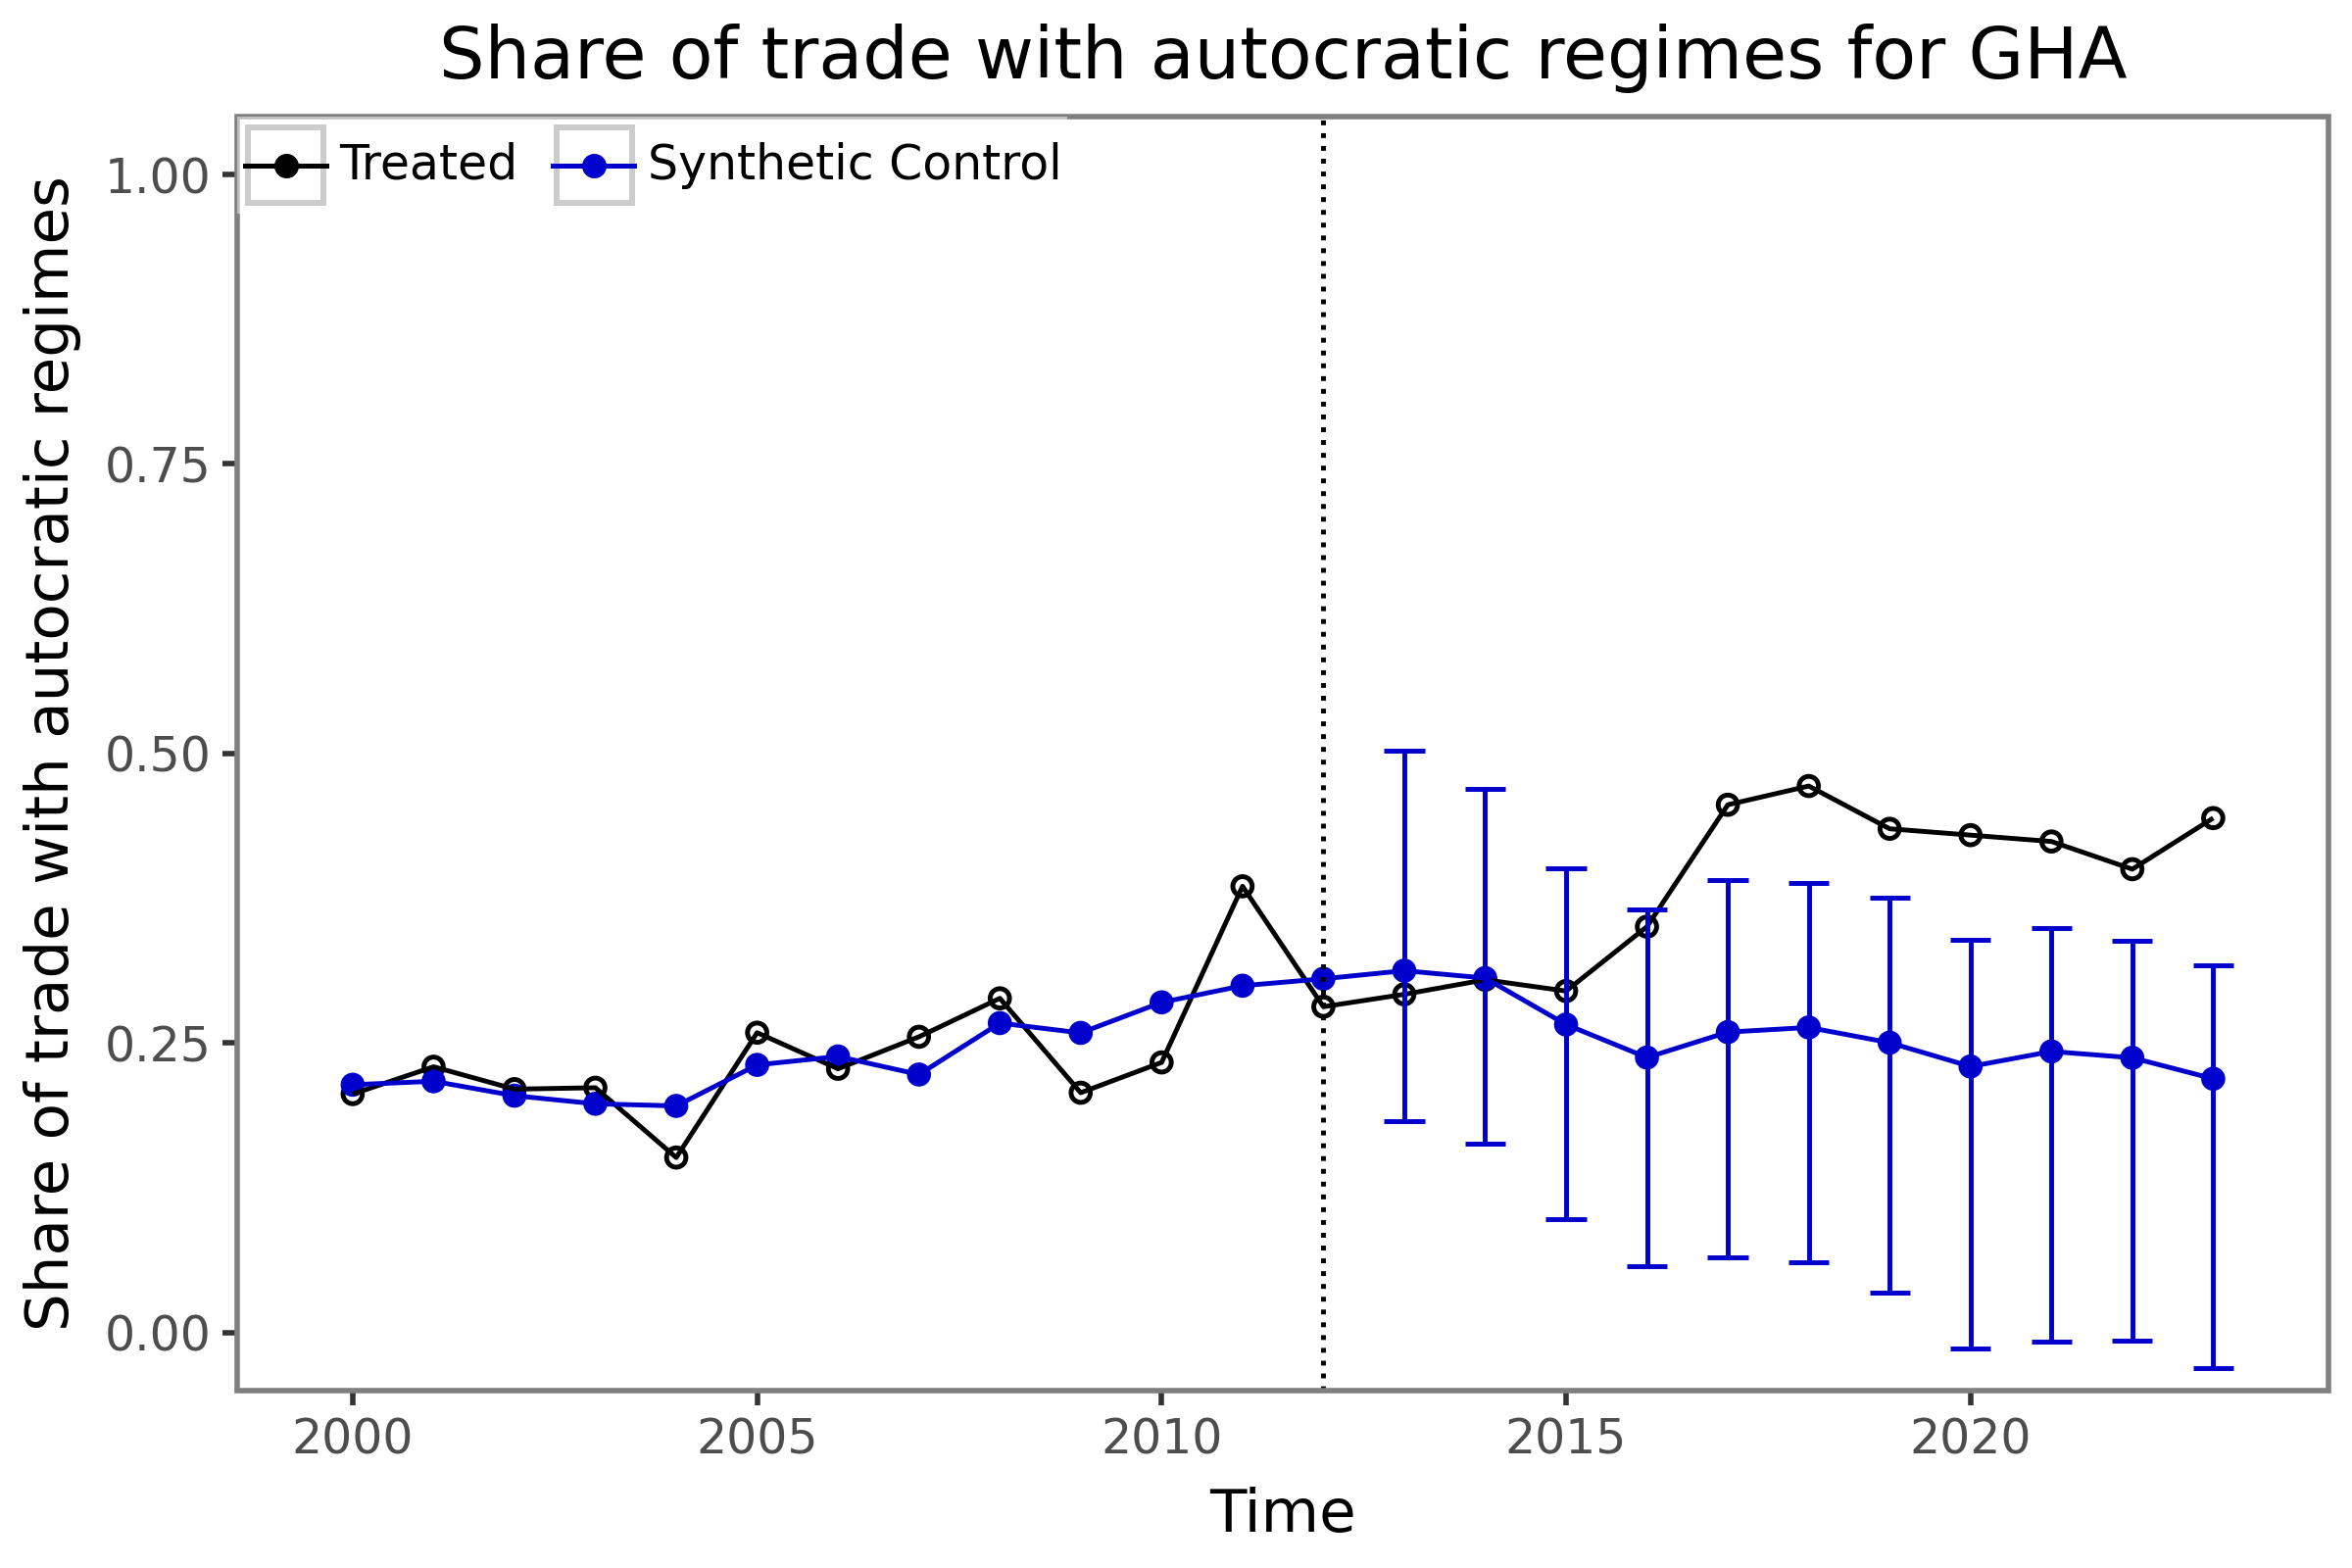 Share of trade with autocratic regimes for GHA
Treated
Synthetic Control
Share of trade with autocratic regimes
1.00
0.75
0.50
0.25
0.00
2000
2005
2010
2015
2020
Time